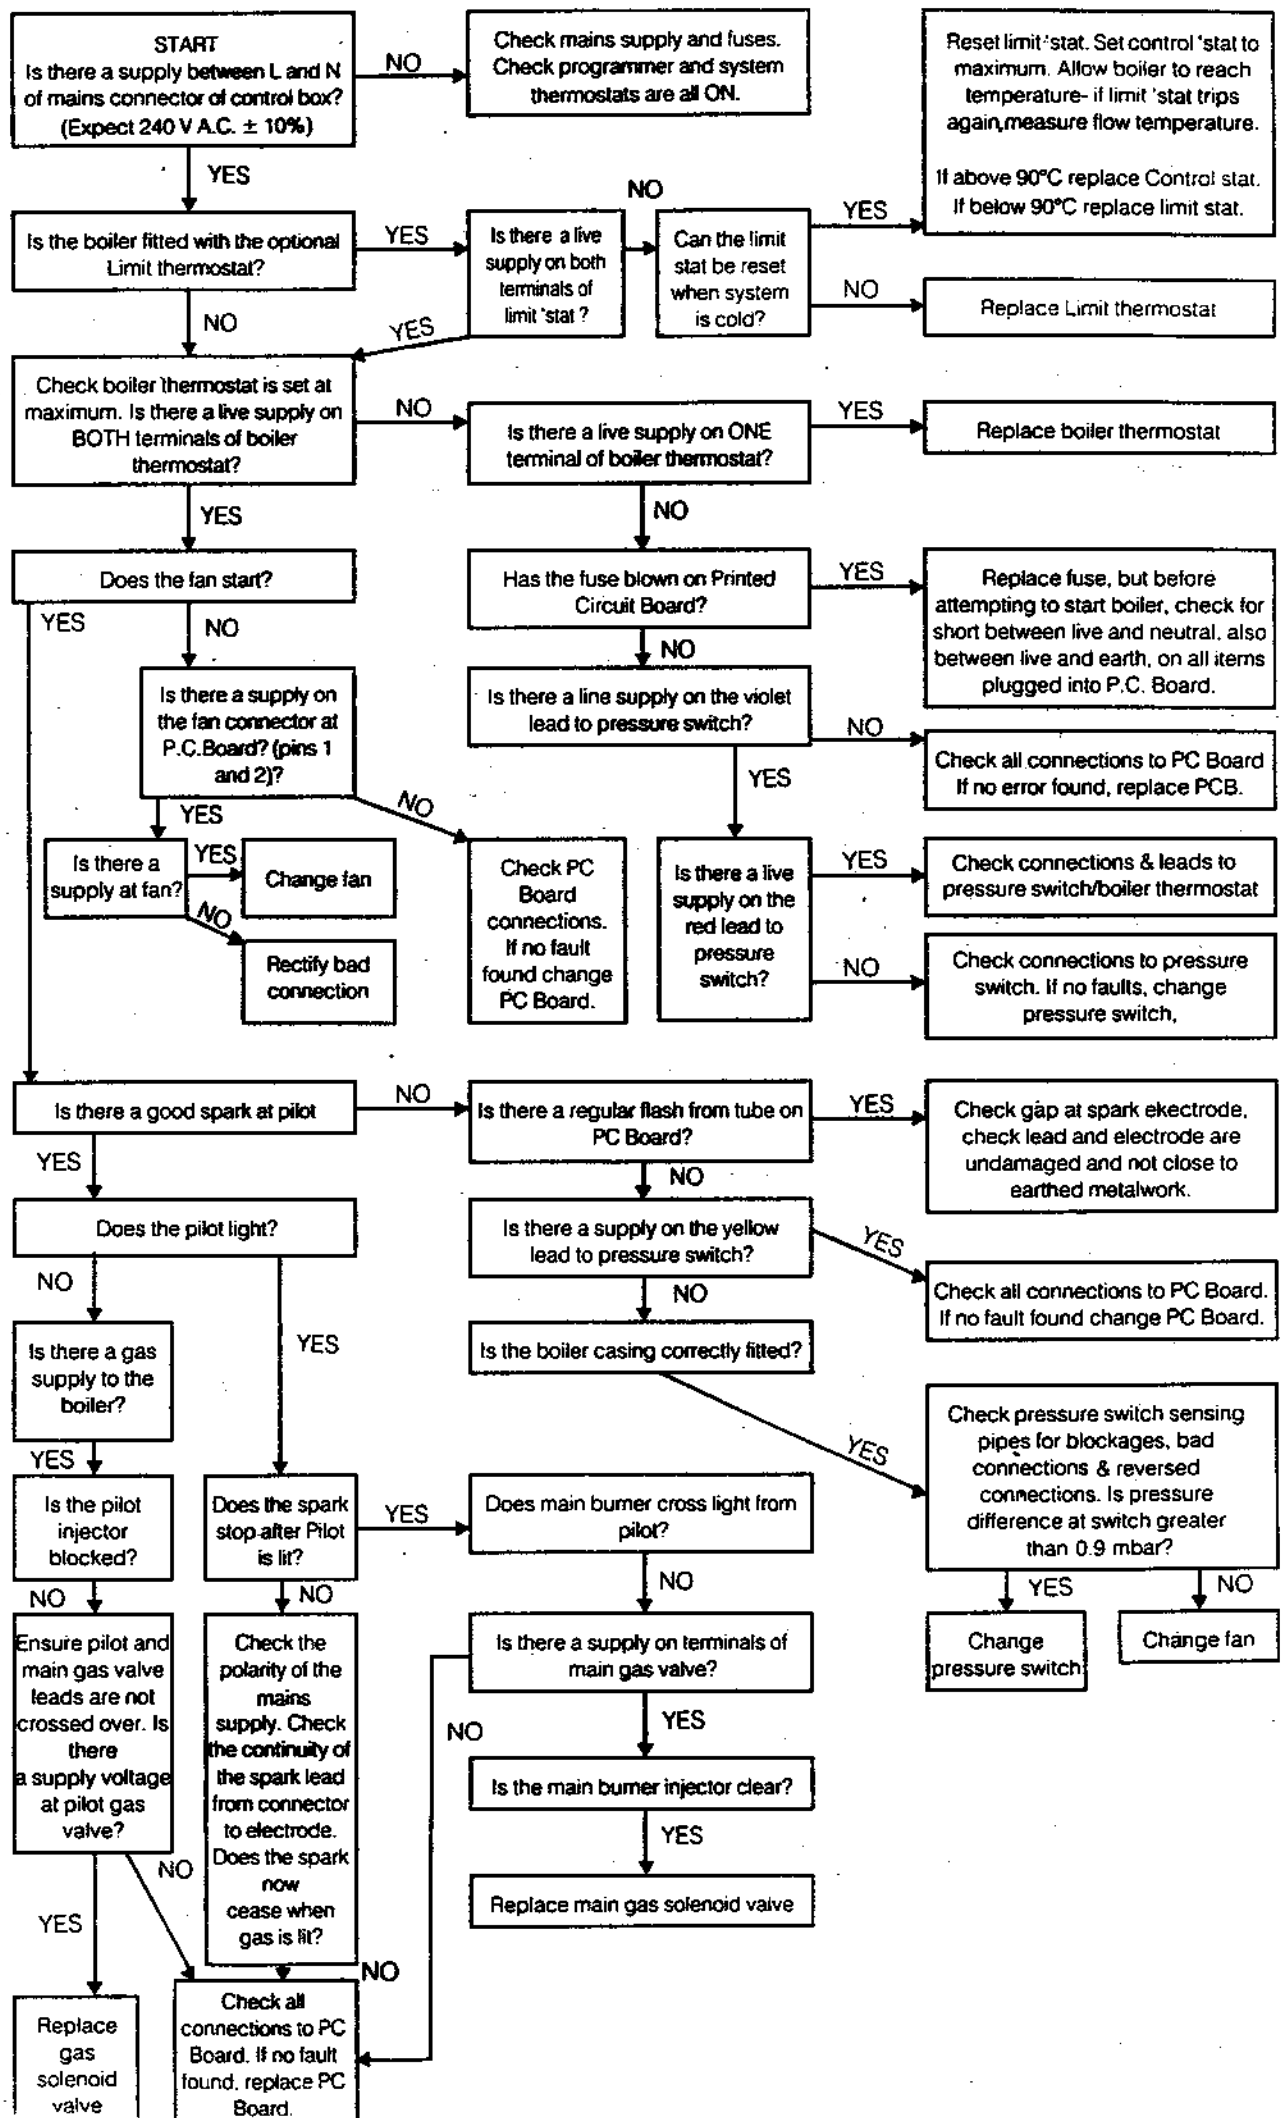 START
Is there a supply between L and N
of mains connector of control box?
(Expect 240 V A.C. ± 10%)
NO
Check mains supply and fuses.
Check programmer and system
thermostats are all ON.
Reset limit 'stat. Set control 'stat to
maximum. Allow boiler to reach
temperature- if limit 'stat trips
again, measure flow temperature.
If above 90°C replace Control stat.
If below 90°C replace limit stat.
YES
Is the boiler fitted with the optional
Limit thermostat?
YES
Is there a live
supply on both
terminals of
limit 'stat ?
NO
Can the limit
stat be reset
when system
is cold?
YES
NO
Replace Limit thermostat
NO
YES
Check boiler thermostat is set at
maximum. Is there a live supply on
BOTH terminals of boiler
thermostat?
NO
Is there a live supply on ONE
terminal of boiler thermostat?
YES
Replace boiler thermostat
YES
NO
Does the fan start?
Has the fuse blown on Printed
Circuit Board?
YES
Replace fuse, but before
attempting to start boiler, check for
short between live and neutral, also
between live and earth, on all items
plugged into P.C. Board.
YES
NO
NO
Is there a supply on
the fan connector at
P.C.Board? (pins 1
and 2)?
Is there a line supply on the violet
lead to pressure switch?
NO
Check all connections to PC Board
If no error found, replace PCB.
YES
YES
NO
Is there a
supply at fan?
YES
Change fan
NO
Rectify bad
connection
Check PC
Board
connections.
If no fault
found change
PC Board.
Is there a live
supply on the
red lead to
pressure
switch?
YES
Check connections & leads to
pressure switch/boiler thermostat
NO
Check connections to pressure
switch. If no faults, change
pressure switch,
Is there a good spark at pilot
NO
Is there a regular flash from tube on
PC Board?
YES
Check gap at spark ekectrode,
check lead and electrode are
undamaged and not close to
earthed metalwork.
YES
NO
Does the pilot light?
Is there a supply on the yellow
lead to pressure switch?
YES
Check all connections to PC Board.
If no fault found change PC Board.
NO
YES
NO
Is there a gas
supply to the
boiler?
Is the boiler casing correctly fitted?
YES
Check pressure switch sensing
pipes for blockages, bad
connections & reversed
connections. Is pressure
difference at switch greater
than 0.9 mbar?
YES
Is the pilot
injector
blocked?
Does the spark
stop after Pilot
is lit?
YES
Does main burner cross light from
pilot?
YES
NO
Change
pressure switch
Change fan
NO
NO
NO
Ensure pilot and
main gas valve
leads are not
crossed over. Is
there
a supply voltage
at pilot gas
valve?
Check the
polarity of the
mains
supply. Check
the continuity of
the spark lead
from connector
to electrode.
Does the spark
now
cease when
gas is lit?
Is there a supply on terminals of
main gas valve?
NO
YES
Is the main burner injector clear?
YES
Replace main gas solenoid valve
YES
NO
NO
Replace
gas
solenoid
valve
Check all
connections to PC
Board. If no fault
found, replace PC
Board.